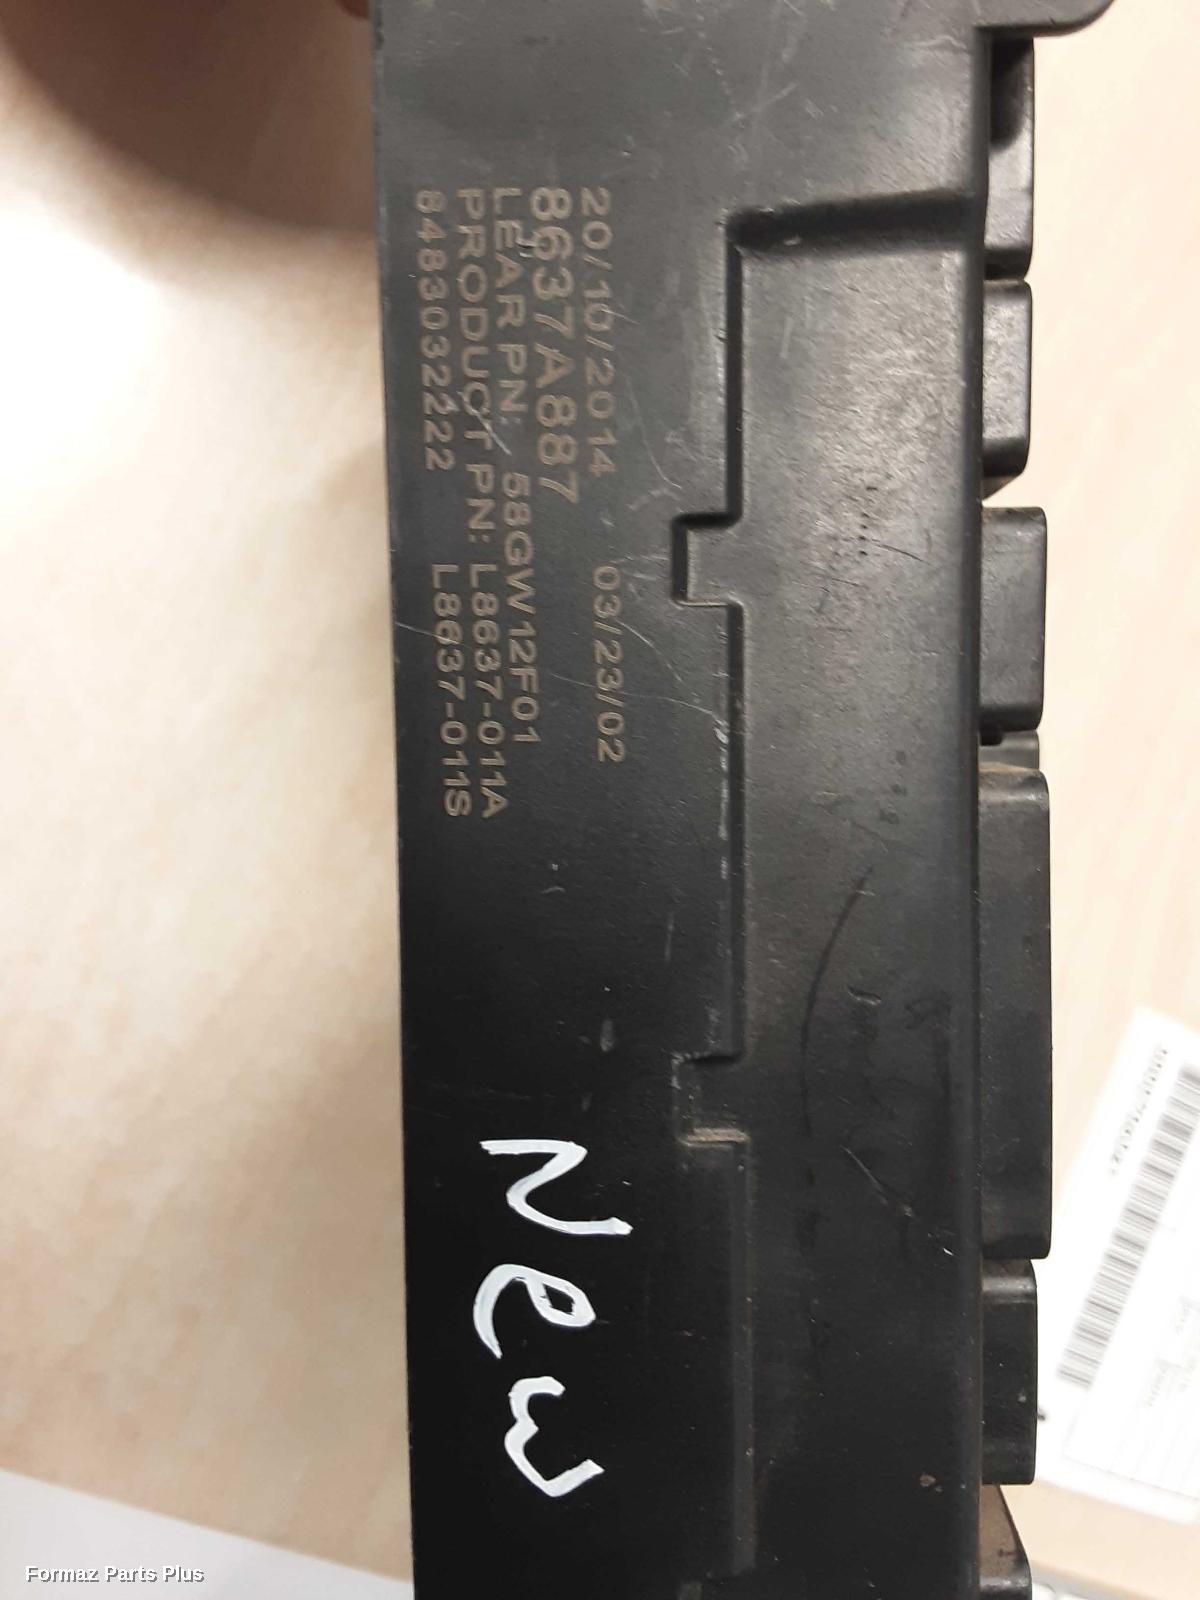 20/10/2014 03/23/02
8637A887
LEAR PN: 58GW12F01
PRODUCT PN: L8637-011A
8483032222 L8637-011S
New
Formaz Parts Plus